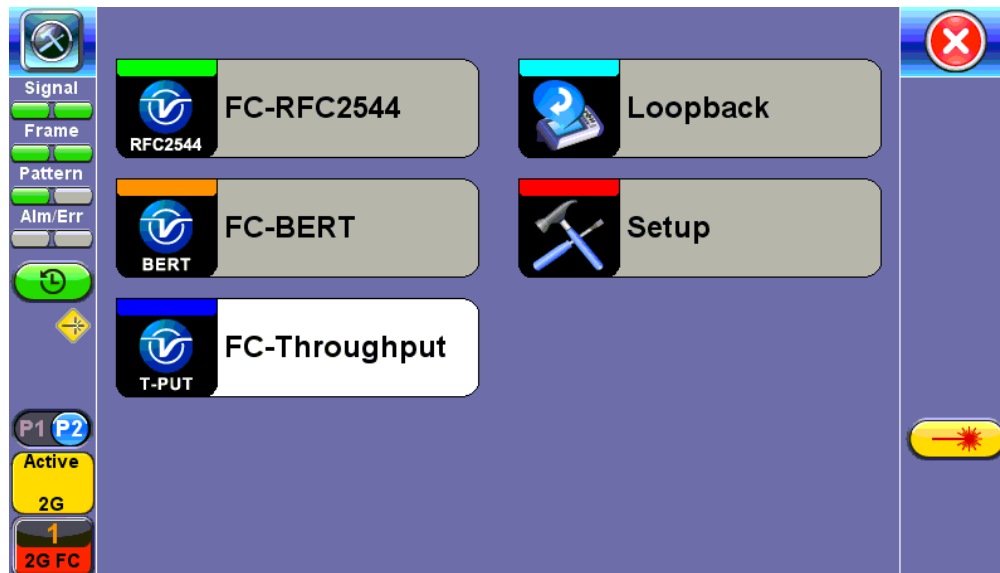 Signal
Frame
Pattern
Alm/Err
P1 P2
Active
2G
1
2G FC
RFC2544
FC-RFC2544
BERT
FC-BERT
T-PUT
FC-Throughput
Loopback
Setup